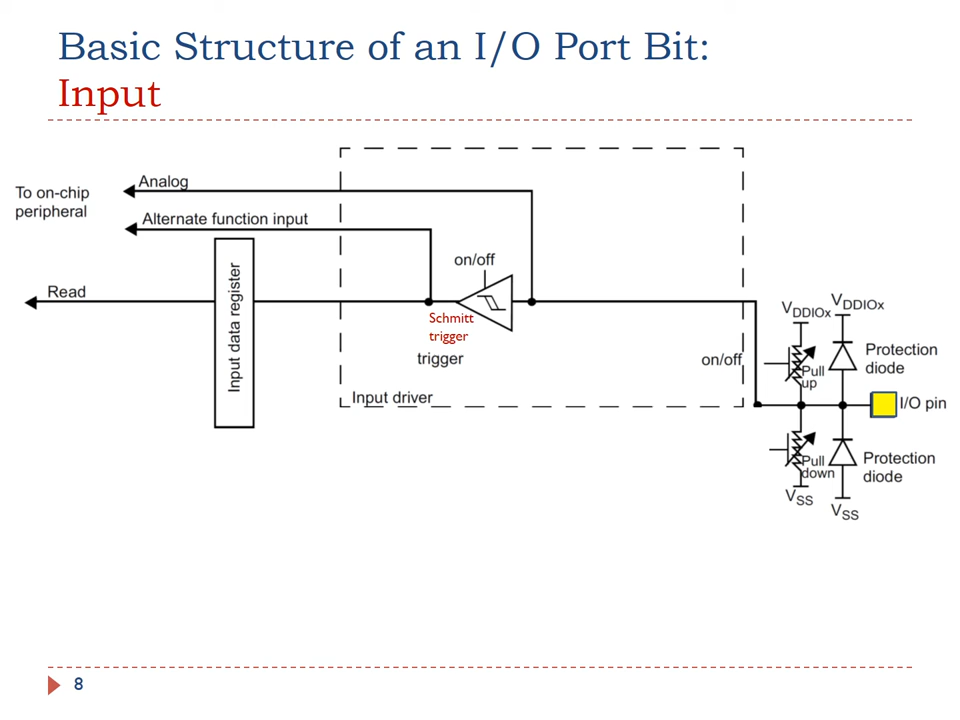 Basic Structure of an I/O Port Bit:
Input
To on-chip
peripheral
Analog
Alternate function input
Read
Input data register
on/off
Schmitt
trigger
trigger
Input driver
on/off
VDDIOx
VDDIOx
Pull
up
Protection
diode
I/O pin
Pull
down
Protection
diode
VSS
VSS
8